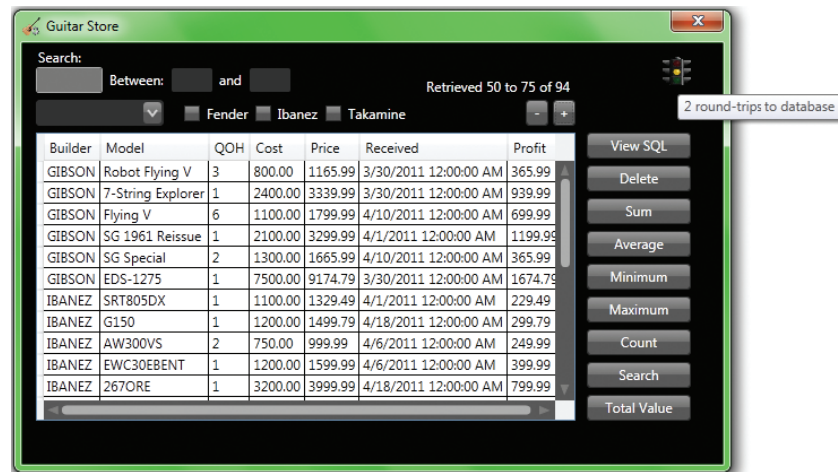 Guitar Store
x
Search:
Between: and
Retrieved 50 to 75 of 94
2 round-trips to database
Fender Ibanez Takamine - +
Builder Model QOH Cost Price Received Profit
GIBSON Robot Flying V 3 800.00 1165.99 3/30/2011 12:00:00 AM 365.99
GIBSON 7-String Explorer 1 2400.00 3339.99 3/30/2011 12:00:00 AM 939.99
GIBSON Flying V 6 1100.00 1799.99 4/10/2011 12:00:00 AM 699.99
GIBSON SG 1961 Reissue 1 2100.00 3299.99 4/1/2011 12:00:00 AM 1199.99
GIBSON SG Special 2 1300.00 1665.99 4/10/2011 12:00:00 AM 365.99
GIBSON EDS-1275 1 7500.00 9174.79 3/30/2011 12:00:00 AM 1674.79
IBANEZ SRT805DX 1 1100.00 1329.49 4/1/2011 12:00:00 AM 229.49
IBANEZ G150 1 1200.00 1499.79 4/18/2011 12:00:00 AM 299.79
IBANEZ AW300VS 2 750.00 999.99 4/6/2011 12:00:00 AM 249.99
IBANEZ EWC30EBENT 1 1200.00 1599.99 4/6/2011 12:00:00 AM 399.99
IBANEZ 267ORE 1 3200.00 3999.99 4/18/2011 12:00:00 AM 799.99
View SQL
Delete
Sum
Average
Minimum
Maximum
Count
Search
Total Value